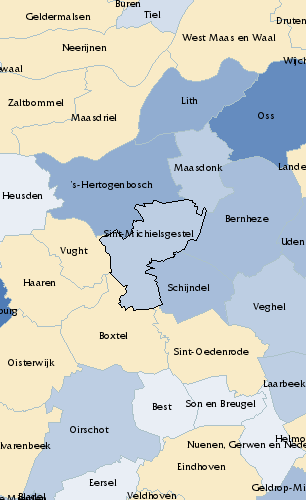 Buren
Tiel
Geldermalsen
Druten
West Maas en Waal
Neerijnen
Wijch
waal
Zaltbommel
Lith
Maasdriel
Oss
Maasdonk
Lande
Heusden
's-Hertogenbosch
Bernheze
Sint-Michielsgestel
Uden
Vught
Haaren
Schijndel
Veghel
burg
Boxtel
Sint-Oedenrode
Oisterwijk
Laarbeek
Best
Son en Breugel
Oirschot
Helmo
lvarenbeek
Nuenen, Gerwen en Nede
Eindhoven
Eersel
Geldrop-Mi
Bladel
Veldhoven